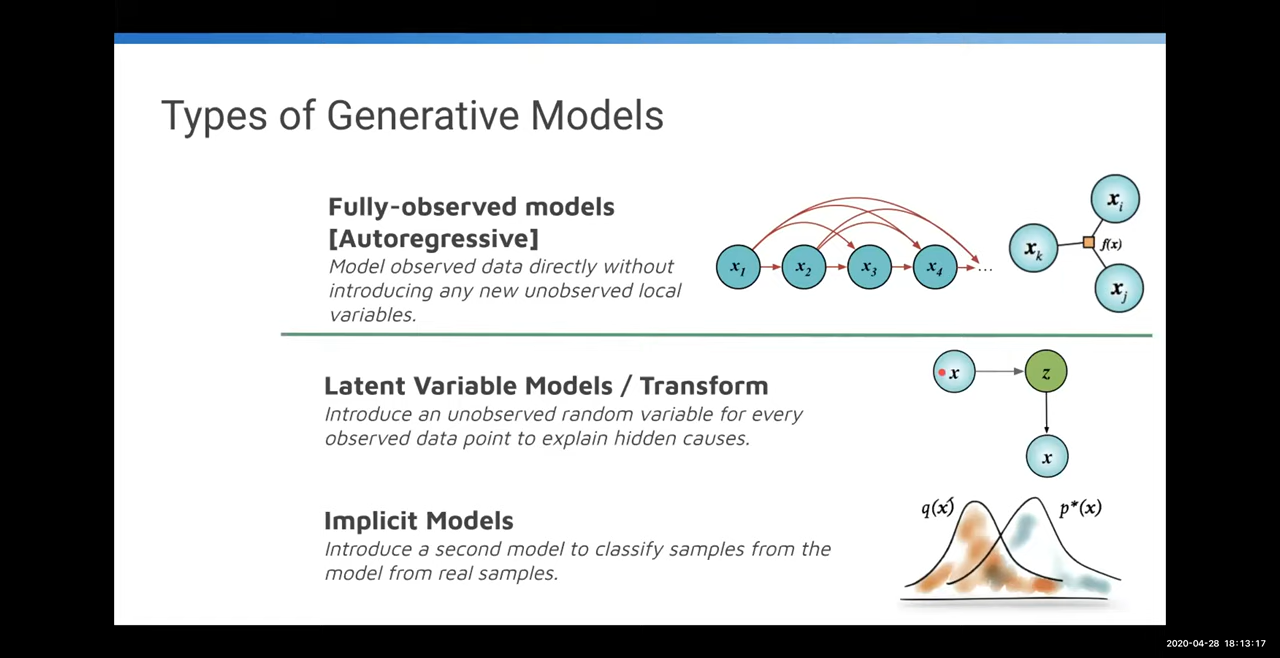 Types of Generative Models
Fully-observed models
[Autoregressive]
Model observed data directly without
introducing any new unobserved local
variables.
x1 x2 x3 x4 ...
xi
xk f(x)
xj
Latent Variable Models / Transform
Introduce an unobserved random variable for every
observed data point to explain hidden causes.
x z
x
Implicit Models
Introduce a second model to classify samples from the
model from real samples.
q(x) p*(x)
2020-04-28 18:13:17